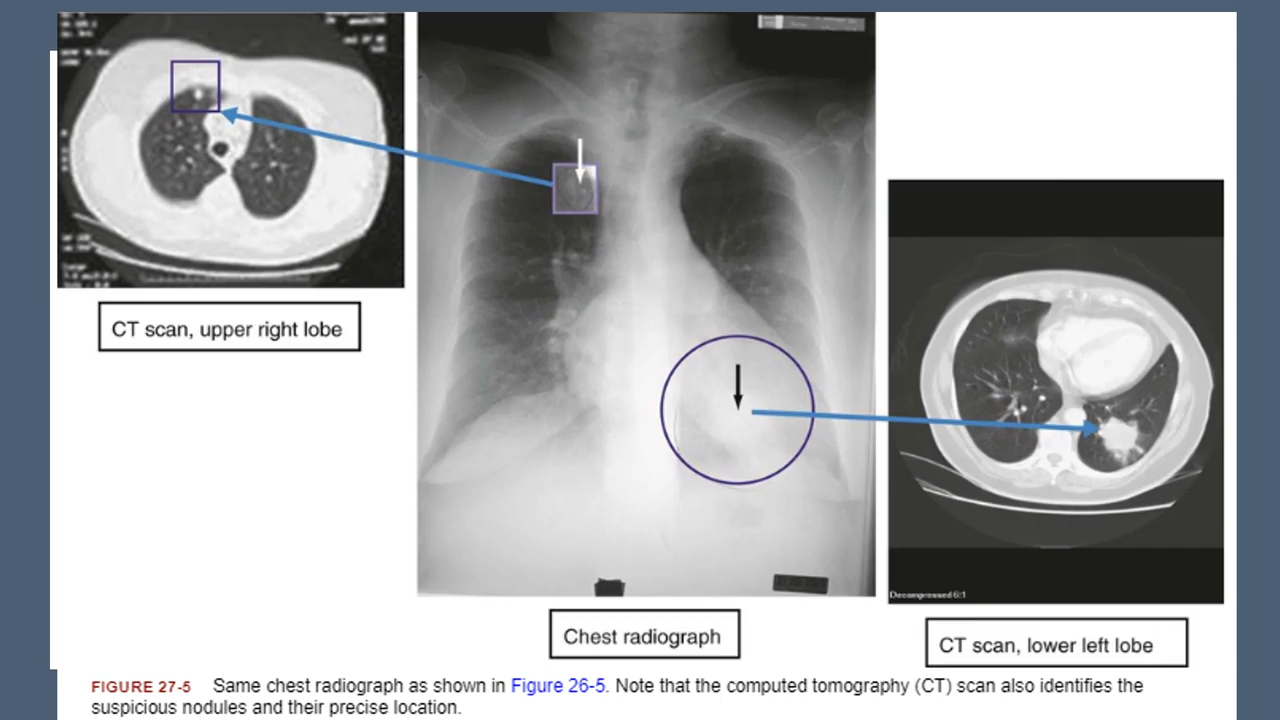 CT scan, upper right lobe
Chest radiograph
CT scan, lower left lobe
Decompressed 6:1
FIGURE 27-5 Same chest radiograph as shown in Figure 26-5. Note that the computed tomography (CT) scan also identifies the
suspicious nodules and their precise location.